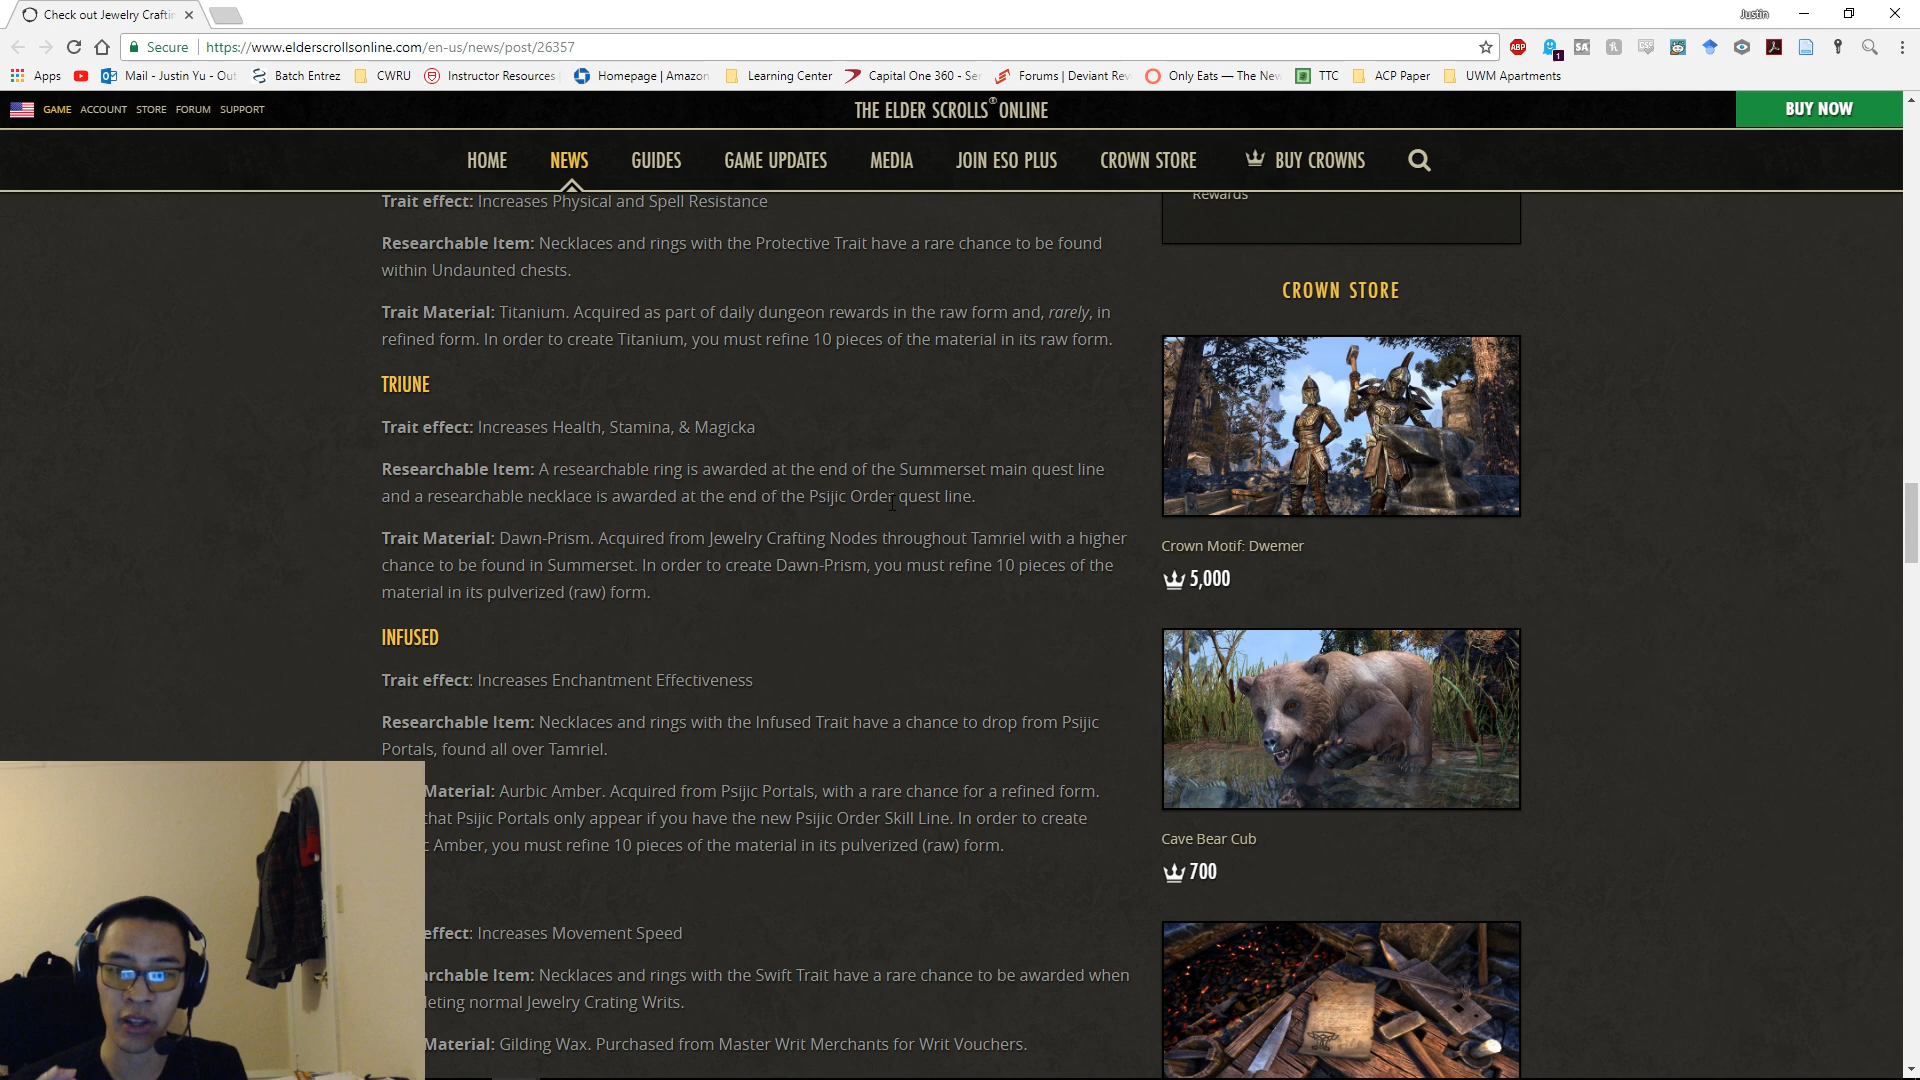 Check out Jewelry Craftin
Justin
Secure https://www.elderscrollsonline.com/en-us/news/post/26357
ABP
1
SA
CSS
Apps
Mail - Justin Yu - Out
Batch Entrez
CWRU
Instructor Resources
Homepage | Amazon
Learning Center
Capital One 360 - Ser
Forums | Deviant Rev
Only Eats — The New
TTC
ACP Paper
UWM Apartments
GAME ACCOUNT STORE FORUM SUPPORT
THE ELDER SCROLLS® ONLINE
BUY NOW
HOME NEWS GUIDES GAME UPDATES MEDIA JOIN ESO PLUS CROWN STORE BUY CROWNS
Trait effect: Increases Physical and Spell Resistance
Researchable Item: Necklaces and rings with the Protective Trait have a rare chance to be found
within Undaunted chests.
Trait Material: Titanium. Acquired as part of daily dungeon rewards in the raw form and, rarely, in
refined form. In order to create Titanium, you must refine 10 pieces of the material in its raw form.
TRIUNE
Trait effect: Increases Health, Stamina, & Magicka
Researchable Item: A researchable ring is awarded at the end of the Summerset main quest line
and a researchable necklace is awarded at the end of the Psijic Order quest line.
Trait Material: Dawn-Prism. Acquired from Jewelry Crafting Nodes throughout Tamriel with a higher
chance to be found in Summerset. In order to create Dawn-Prism, you must refine 10 pieces of the
material in its pulverized (raw) form.
INFUSED
Trait effect: Increases Enchantment Effectiveness
Researchable Item: Necklaces and rings with the Infused Trait have a chance to drop from Psijic
Portals, found all over Tamriel.
Material: Aurbic Amber. Acquired from Psijic Portals, with a rare chance for a refined form.
that Psijic Portals only appear if you have the new Psijic Order Skill Line. In order to create
c Amber, you must refine 10 pieces of the material in its pulverized (raw) form.
effect: Increases Movement Speed
archable Item: Necklaces and rings with the Swift Trait have a rare chance to be awarded when
leting normal Jewelry Crating Writs.
Material: Gilding Wax. Purchased from Master Writ Merchants for Writ Vouchers.
Rewards
CROWN STORE
Crown Motif: Dwemer
5,000
Cave Bear Cub
700